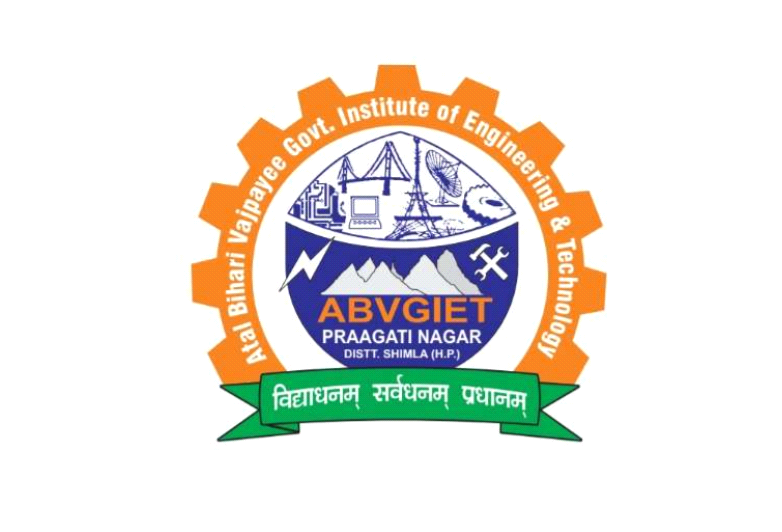 Atal Bihari Vajpayee Govt. Institute of Engineering & Technology
ABVGIET
PRAAGATI NAGAR
DISTT. SHIMLA (H.P.)
विद्याधनम् सर्वधनम् प्रधानम्